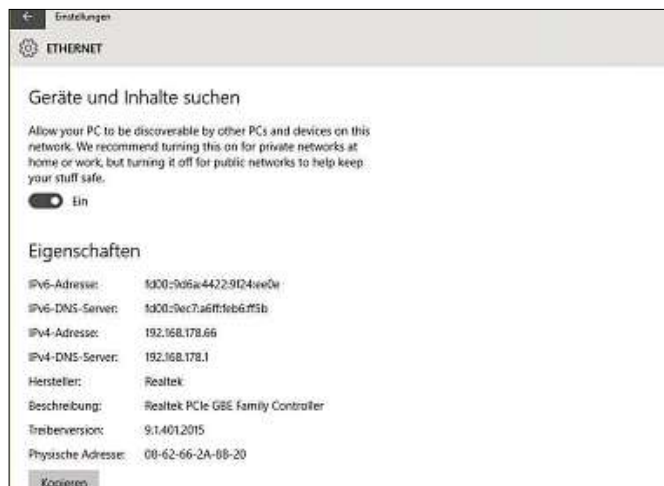 Einstellungen
ETHERNET
Geräte und Inhalte suchen
Allow your PC to be discoverable by other PCs and devices on this
network. We recommend turning this on for private networks at
home or work, but turning it off for public networks to help keep
your stuff safe.
Ein
Eigenschaften
IPv6-Adresse: fd00::9d6a:4422:9f24:ee0e
IPv6-DNS-Server: fd00::9ec7:a6ff:feb6:ff5b
IPv4-Adresse: 192.168.178.66
IPv4-DNS-Server: 192.168.178.1
Hersteller: Realtek
Beschreibung: Realtek PCIe GBE Family Controller
Treiberversion: 9.1.401.2015
Physische Adresse: 08-62-66-2A-88-20
Kopieren